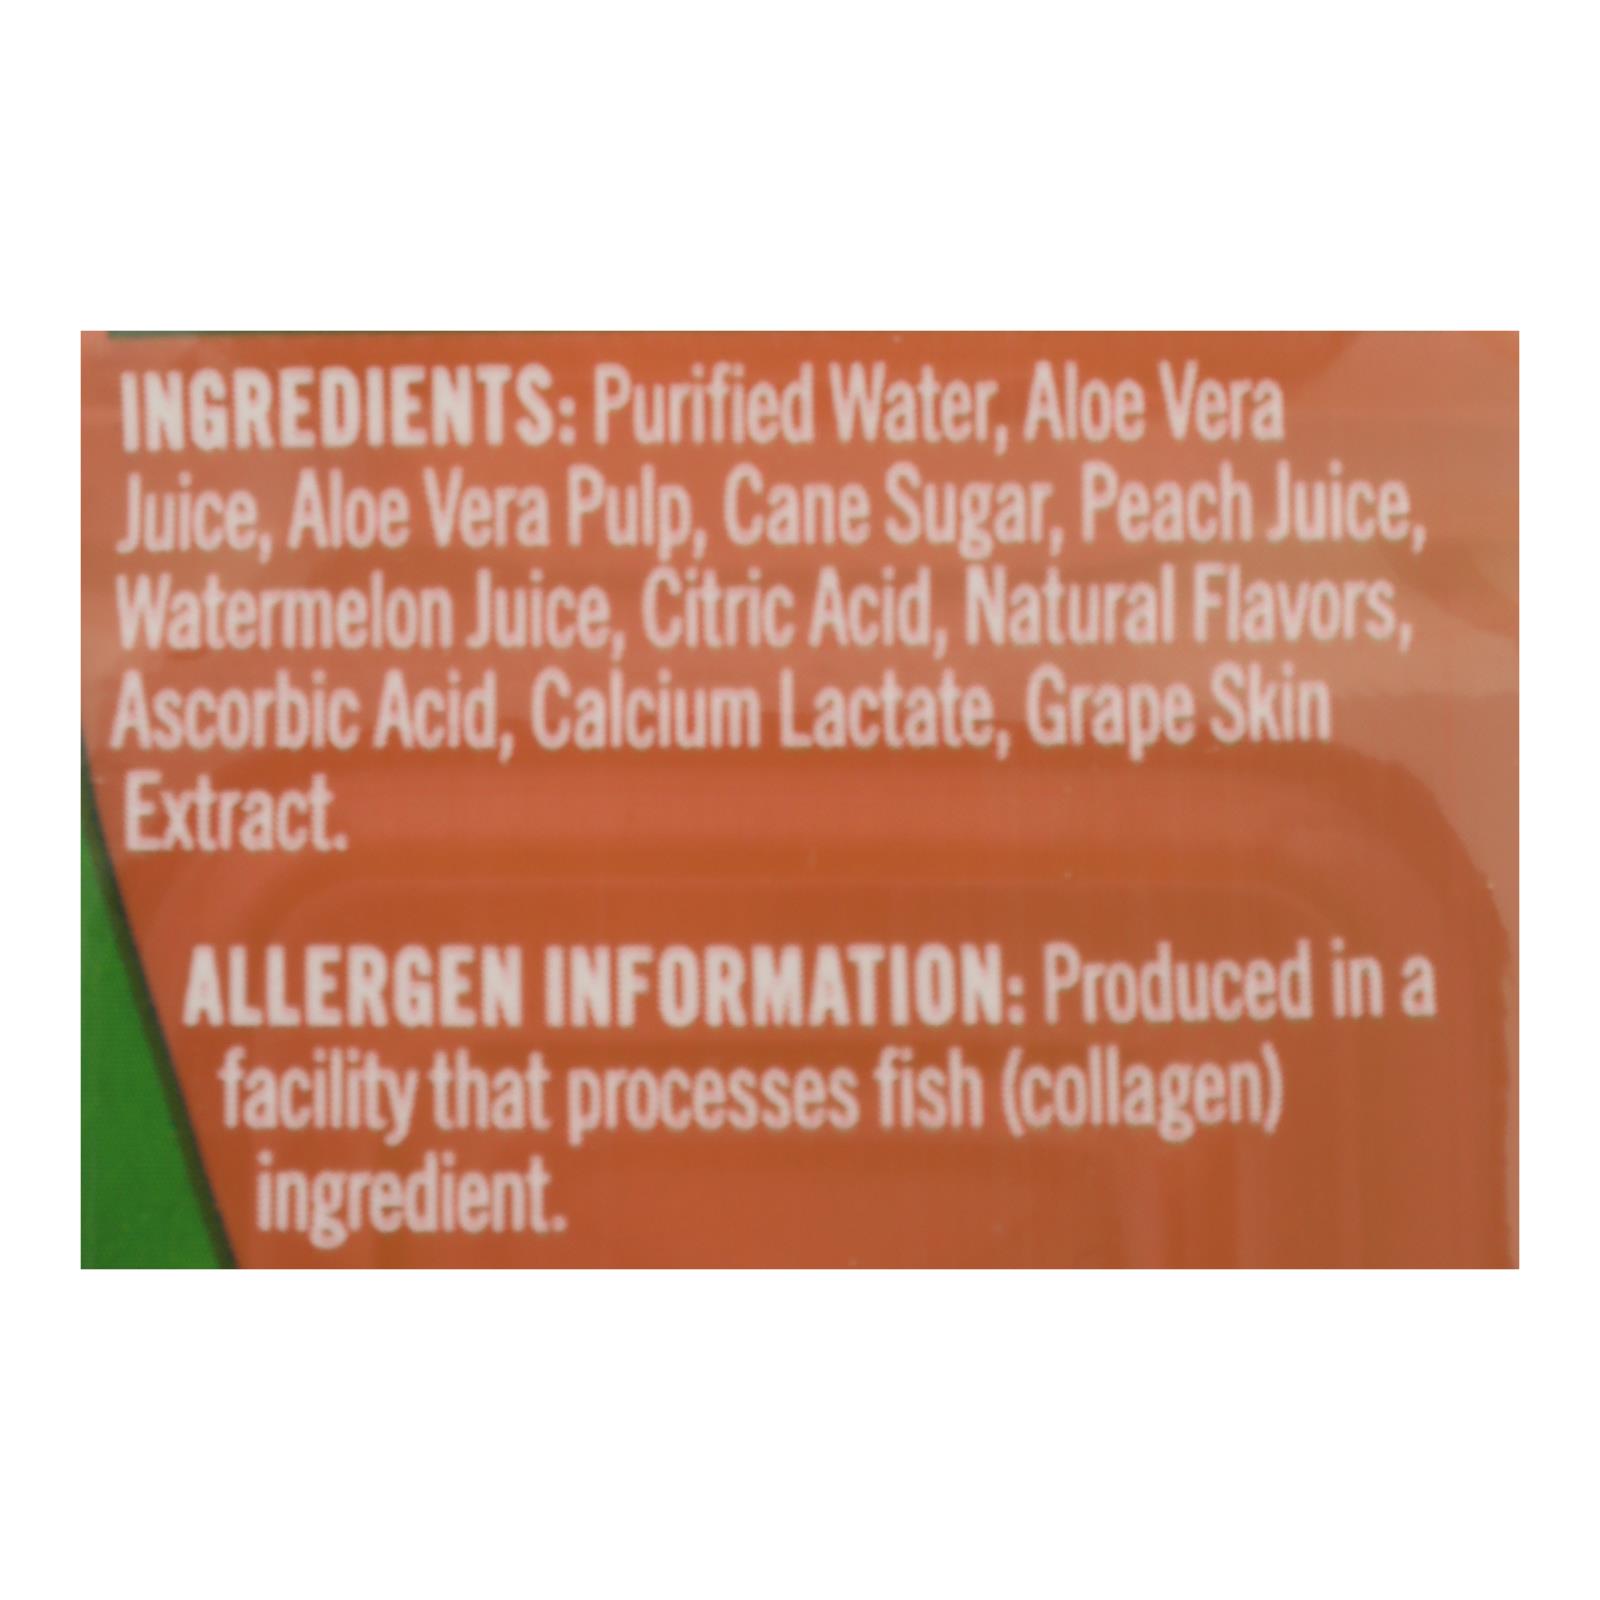 INGREDIENTS: Purified Water, Aloe Vera
Juice, Aloe Vera Pulp, Cane Sugar, Peach Juice,
Watermelon Juice, Citric Acid, Natural Flavors,
Ascorbic Acid, Calcium Lactate, Grape Skin
Extract.
ALLERGEN INFORMATION: Produced in a
facility that processes fish (collagen)
ingredient.